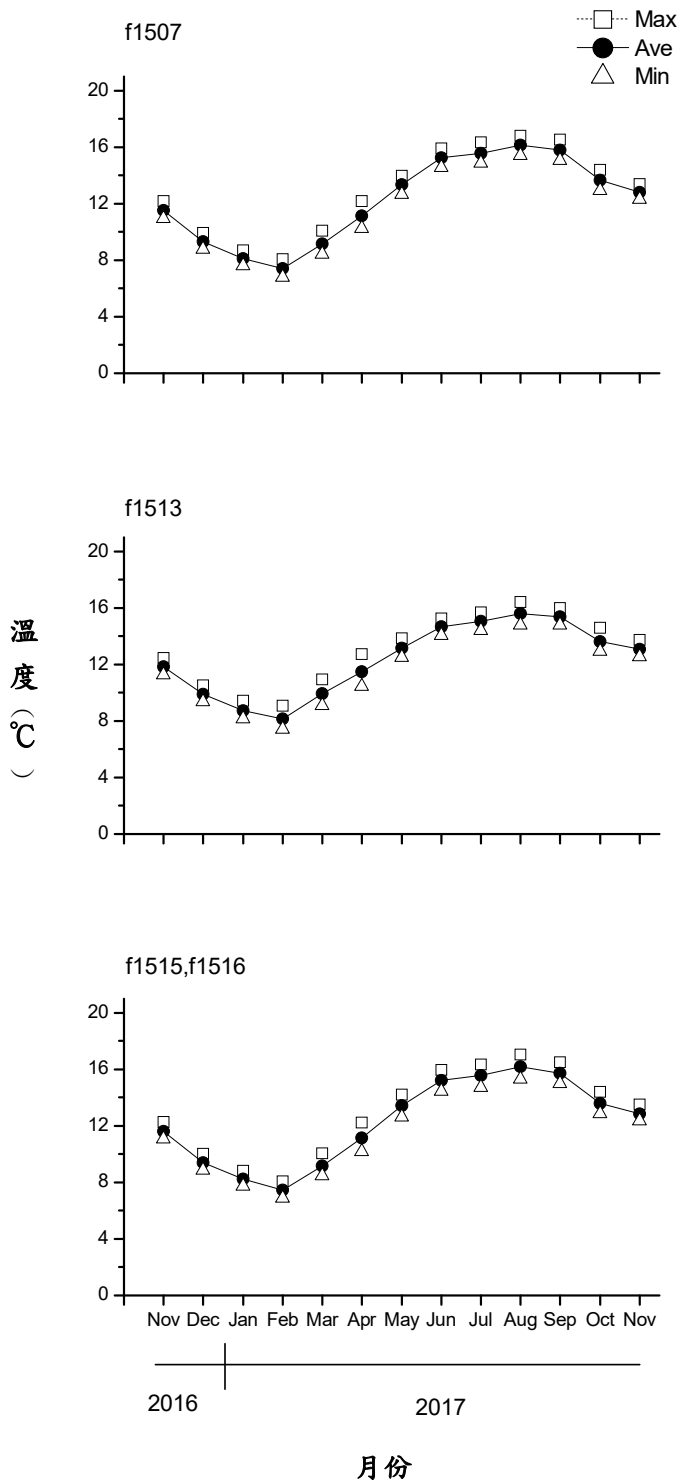 f1507
Max
Ave
Min
20
16
12
8
4
0
f1513
20
16
12
8
4
0
溫度(℃)
f1515,f1516
20
16
12
8
4
0
Nov Dec Jan Feb Mar Apr May Jun Jul Aug Sep Oct Nov
2016 2017
月份